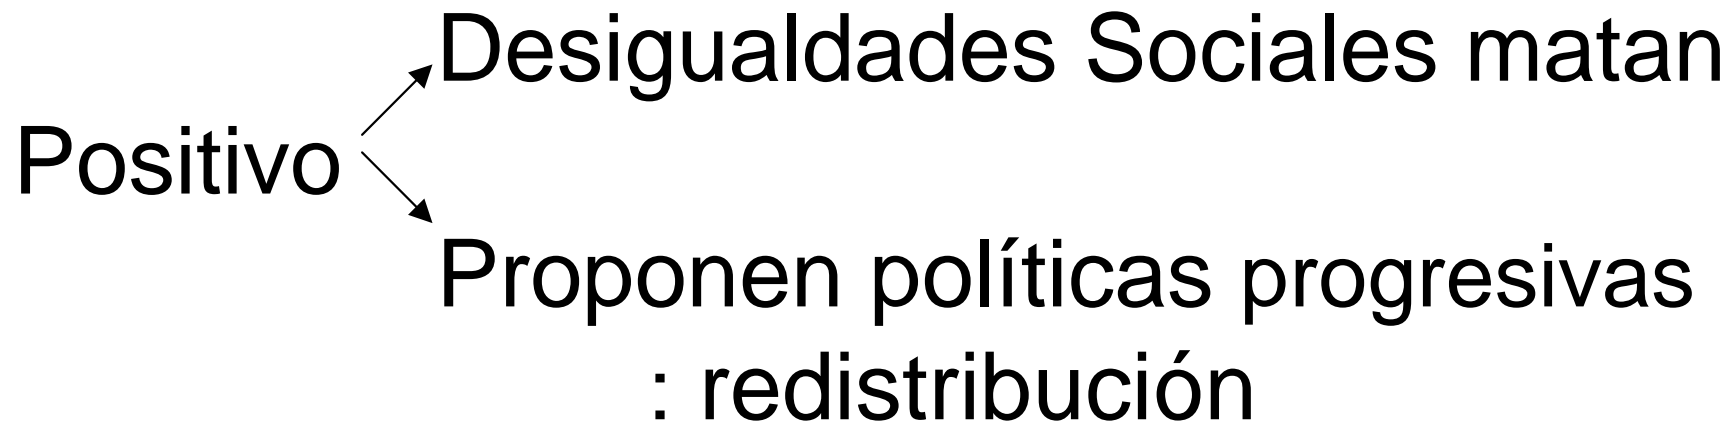 Desigualdades Sociales matan
Positivo
Proponen políticas progresivas
: redistribución